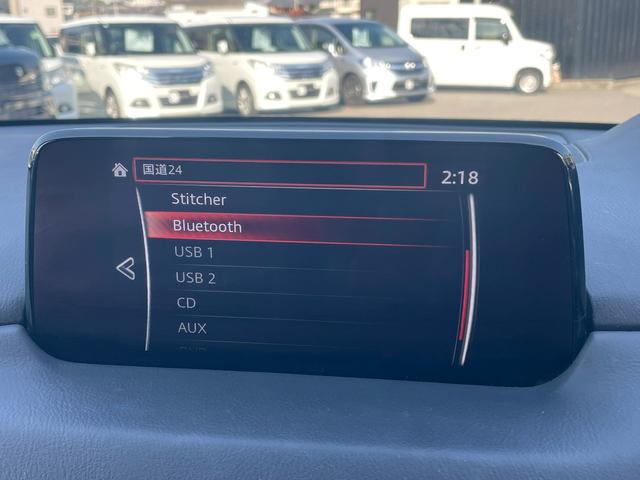 国道24
2:18
Stitcher
Bluetooth
USB 1
USB 2
CD
AUX